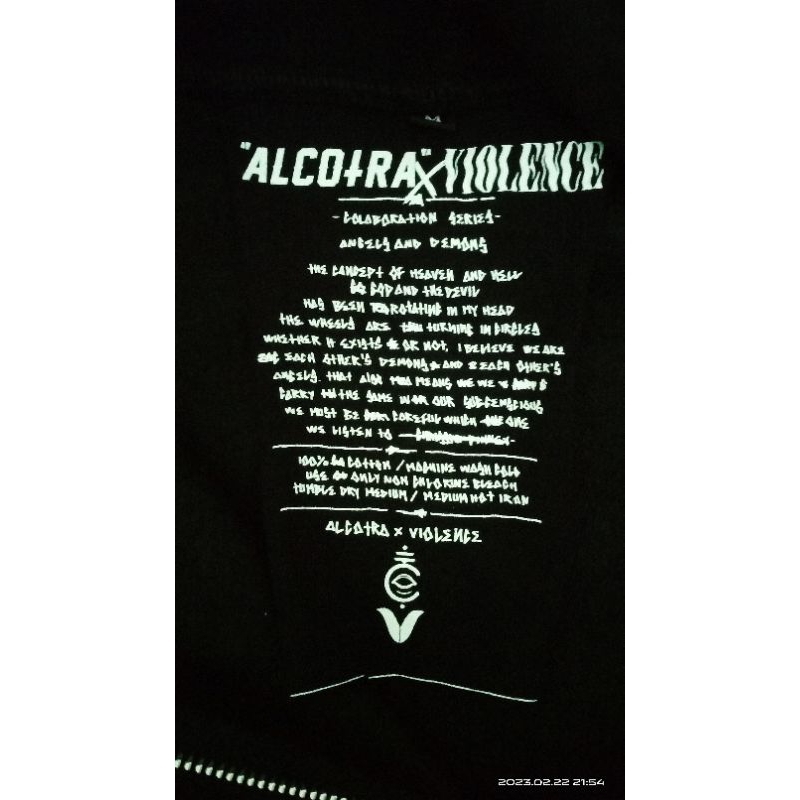 M
"ALCOTRA" X VIOLENCE
- COLABORATION SERIES -
ANGELS AND DEMONS
THE CONCEPT OF HEAVEN AND HELL
GOD AND THE DEVIL
HAS BEEN ROTATING IN MY HEAD
THE WHEELS ARE TURNING IN CIRCLES
WHETHER IT EXISTS OR NOT, I BELIEVE WE ARE
EACH OTHER'S DEMONS AND EACH OTHER'S
ANGELS. THAT ALSO MEANS WE
CARRY THE SAME IN OUR
WE MUST BE CAREFUL WHICH ONE
WE LISTEN TO
100% COTTON / MACHINE WASH COLD
USE ONLY NON CHLORINE BLEACH
TUMBLE DRY MEDIUM / MEDIUM HOT IRON
ALCOTRA X VIOLENCE
2023.02.22 21:54